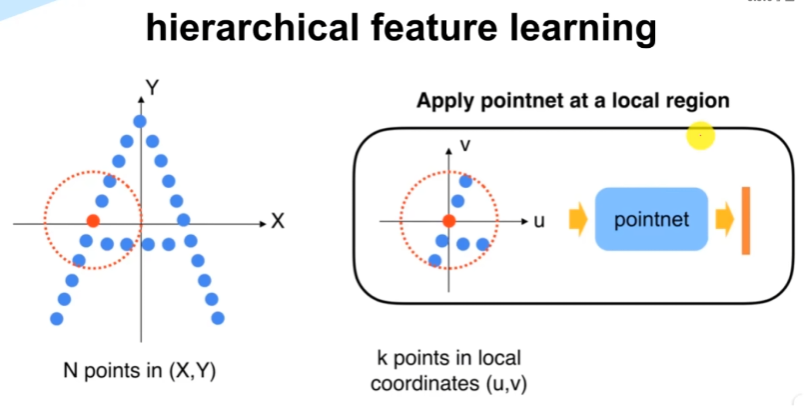 hierarchical feature learning
Y
X
N points in (X,Y)
Apply pointnet at a local region
v
u
pointnet
k points in local
coordinates (u,v)